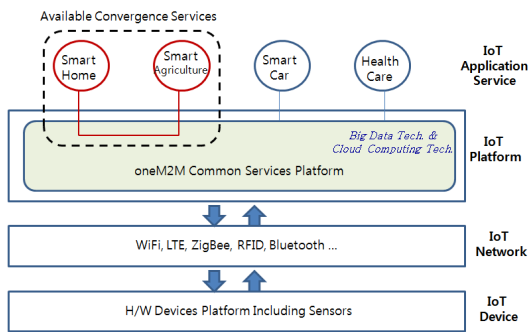 Available Convergence Services
Smart
Home
Smart
Agriculture
Smart
Car
Health
Care
IoT
Application
Service
Big Data Tech. &
Cloud Computing Tech.
oneM2M Common Services Platform
IoT
Platform
WiFi, LTE, ZigBee, RFID, Bluetooth ...
IoT
Network
H/W Devices Platform Including Sensors
IoT
Device